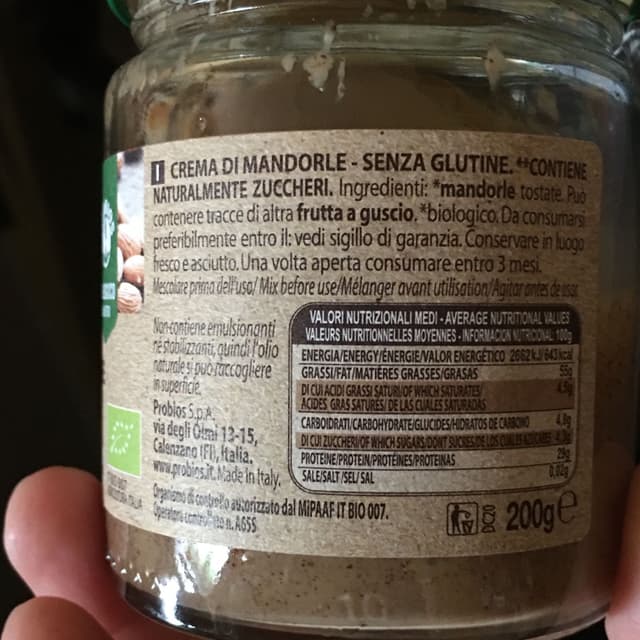 I CREMA DI MANDORLE - SENZA GLUTINE. **CONTIENE
NATURALMENTE ZUCCHERI. Ingredienti: *mandorle tostate. Può
contenere tracce di altra frutta a guscio. *biologico. Da consumarsi
preferibilmente entro il: vedi sigillo di garanzia. Conservare in luogo
fresco e asciutto. Una volta aperta consumare entro 3 mesi.
Mescolare prima dell'uso/ Mix before use/Mélanger avant utilisation/Agitar antes de usar.
Non contiene emulsionanti
né stabilizzanti, quindi l'olio
naturale si può raccogliere
in superficie.
Probios S.p.A.
via degli Olmi 13-15,
Calenzano (FI), Italia,
www.probios.it. Made in Italy,
Organismo di controllo autorizzato dal MiPAAF IT BIO 007.
Operatore controllato n. A65S
VALORI NUTRIZIONALI MEDI - AVERAGE NUTRITIONAL VALUES
VALEURS NUTRITIONNELLES MOYENNES - INFORMACION NUTRICIONAL 100g
ENERGIA/ENERGY/ÉNERGIE/VALOR ENERGÉTICO 2662 kJ/643 kcal
GRASSI/FAT/MATIÈRES GRASSES/GRASAS 55g
DI CUI ACIDI GRASSI SATURI/OF WHICH SATURATES/ 4,5g
ACIDES GRAS SATURÉS/ DE LAS CUALES SATURADAS
CARBOIDRATI/CARBOHYDRATE/GLUCIDES/HIDRATOS DE CARBONO 4,8g
DI CUI ZUCCHERI/OF WHICH SUGARS/DONT SUCRES/DE LOS CUALES AZUCARES
PROTEINE/PROTEIN/PROTÉINES/PROTEINAS 29g
SALE/SALT/SEL/SAL 0,02g
200g e